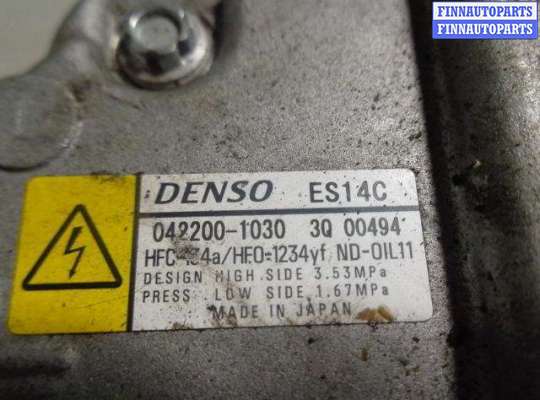 FINNAUTOPARTS
FINNAUTOPARTS
DENSO ES14C
042200-1030 3Q 00494
HFC-134a/HFO-1234yf ND-OIL11
DESIGN HIGH SIDE 3.53MPa
PRESS. LOW SIDE 1.67MPa
MADE IN JAPAN